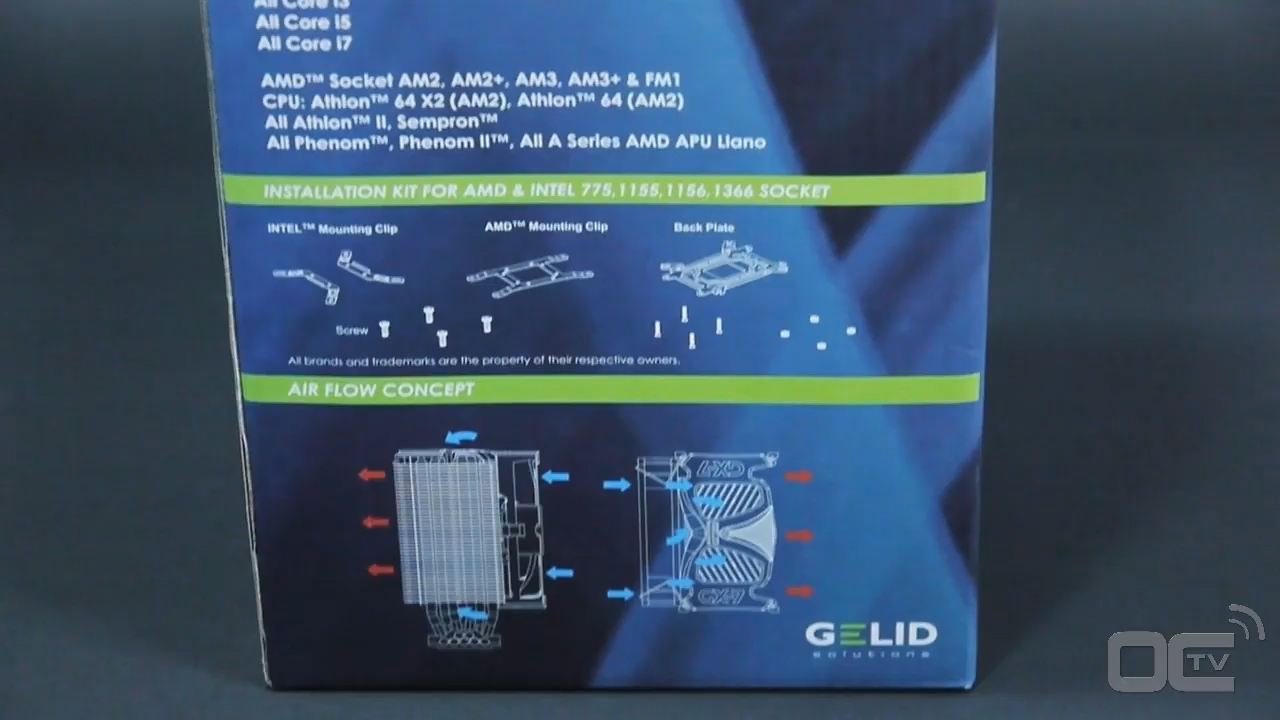 All Core i3
All Core i5
All Core i7
AMD™ Socket AM2, AM2+, AM3, AM3+ & FM1
CPU: Athlon™ 64 X2 (AM2), Athlon™ 64 (AM2)
All Athlon™ II, Sempron™
All Phenom™, Phenom II™, All A Series AMD APU Llano
INSTALLATION KIT FOR AMD & INTEL 775,1155,1156,1366 SOCKET
INTEL™ Mounting Clip
AMD™ Mounting Clip
Back Plate
Screw
All brands and trademarks are the property of their respective owners.
AIR FLOW CONCEPT
GX-7
GX-7
GELID
solutions
OC TV